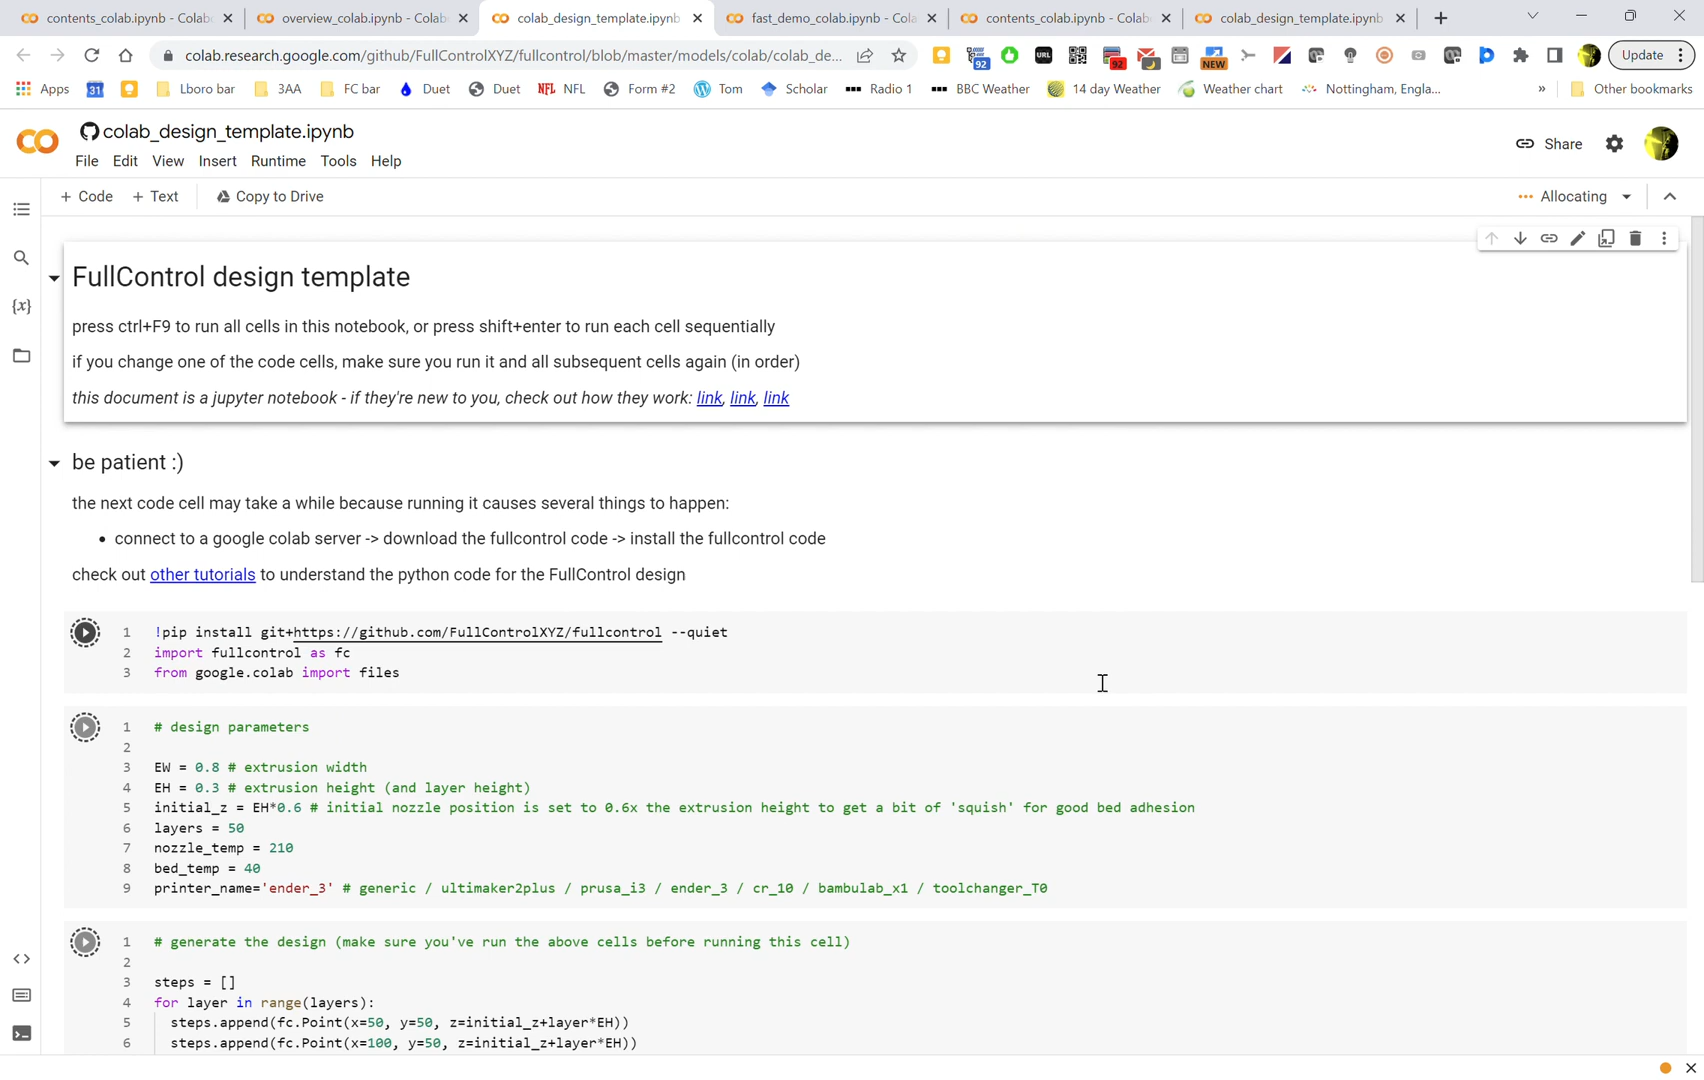 contents_colab.ipynb - Colab
overview_colab.ipynb - Colab
colab_design_template.ipynb
fast_demo_colab.ipynb - Cola
contents_colab.ipynb - Colab
colab_design_template.ipynb
colab.research.google.com/github/FullControlXYZ/fullcontrol/blob/master/models/colab/colab_de...
92
URL
92
NEW
Update
Apps
31
Lboro bar
3AA
FC bar
Duet
Duet
NFL NFL
Form #2
Tom
Scholar
Radio 1
BBC Weather
14 day Weather
Weather chart
Nottingham, Engla...
»
Other bookmarks
colab_design_template.ipynb
Share
File Edit View Insert Runtime Tools Help
+ Code + Text
Copy to Drive
Allocating
{x}
FullControl design template
press ctrl+F9 to run all cells in this notebook, or press shift+enter to run each cell sequentially
if you change one of the code cells, make sure you run it and all subsequent cells again (in order)
this document is a jupyter notebook - if they're new to you, check out how they work: link, link, link
be patient :)
the next code cell may take a while because running it causes several things to happen:
• connect to a google colab server -> download the fullcontrol code -> install the fullcontrol code
check out other tutorials to understand the python code for the FullControl design
1 !pip install git+https://github.com/FullControlXYZ/fullcontrol --quiet
2 import fullcontrol as fc
3 from google.colab import files
1 # design parameters
2
3 EW = 0.8 # extrusion width
4 EH = 0.3 # extrusion height (and layer height)
5 initial_z = EH*0.6 # initial nozzle position is set to 0.6x the extrusion height to get a bit of 'squish' for good bed adhesion
6 layers = 50
7 nozzle_temp = 210
8 bed_temp = 40
9 printer_name='ender_3' # generic / ultimaker2plus / prusa_i3 / ender_3 / cr_10 / bambulab_x1 / toolchanger_T0
1 # generate the design (make sure you've run the above cells before running this cell)
2
3 steps = []
4 for layer in range(layers):
5 steps.append(fc.Point(x=50, y=50, z=initial_z+layer*EH))
6 steps.append(fc.Point(x=100, y=50, z=initial_z+layer*EH))